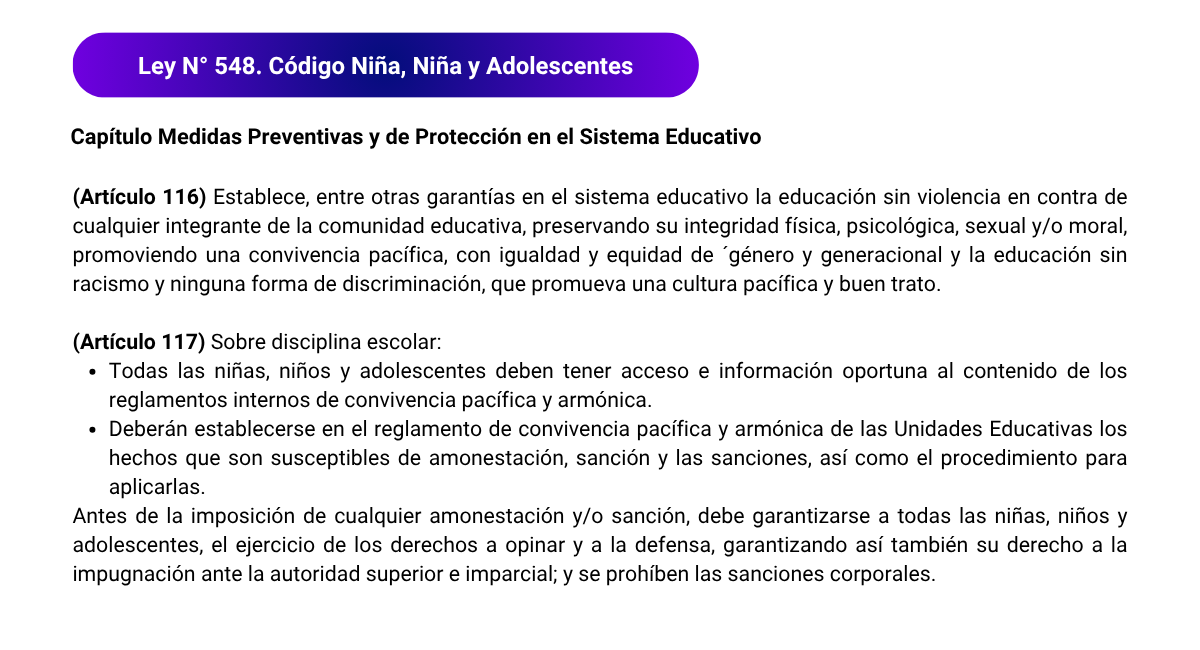 Ley N° 548. Código Niña, Niña y Adolescentes
Capítulo Medidas Preventivas y de Protección en el Sistema Educativo
(Artículo 116) Establece, entre otras garantías en el sistema educativo la educación sin violencia en contra de
cualquier integrante de la comunidad educativa, preservando su integridad física, psicológica, sexual y/o moral,
promoviendo una convivencia pacífica, con igualdad y equidad de ´género y generacional y la educación sin
racismo y ninguna forma de discriminación, que promueva una cultura pacífica y buen trato.
(Artículo 117) Sobre disciplina escolar:
• Todas las niñas, niños y adolescentes deben tener acceso e información oportuna al contenido de los
reglamentos internos de convivencia pacífica y armónica.
• Deberán establecerse en el reglamento de convivencia pacífica y armónica de las Unidades Educativas los
hechos que son susceptibles de amonestación, sanción y las sanciones, así como el procedimiento para
aplicarlas.
Antes de la imposición de cualquier amonestación y/o sanción, debe garantizarse a todas las niñas, niños y
adolescentes, el ejercicio de los derechos a opinar y a la defensa, garantizando así también su derecho a la
impugnación ante la autoridad superior e imparcial; y se prohíben las sanciones corporales.